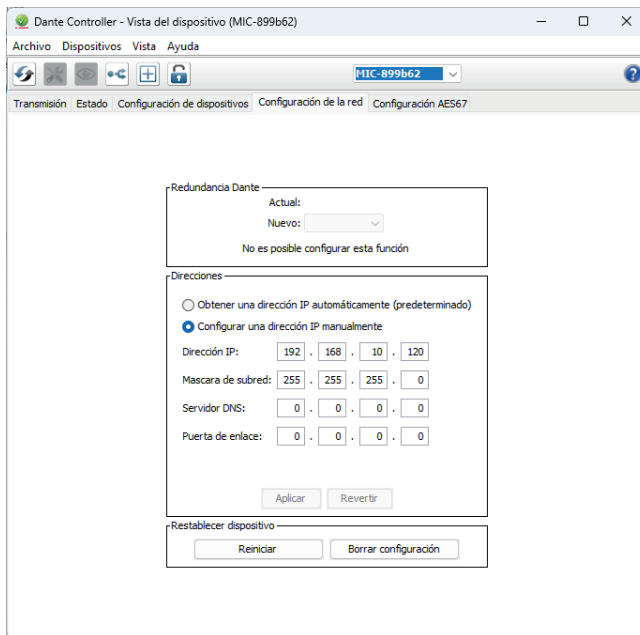 Dante Controller - Vista del dispositivo (MIC-899b62)
Archivo Dispositivos Vista Ayuda
MIC-899b62
Transmisión Estado Configuración de dispositivos Configuración de la red Configuración AES67
Redundancia Dante
Actual:
Nuevo:
No es posible configurar esta función
Direcciones
Obtener una dirección IP automáticamente (predeterminado)
Configurar una dirección IP manualmente
Dirección IP: 192 . 168 . 10 . 120
Mascara de subred: 255 . 255 . 255 . 0
Servidor DNS: 0 . 0 . 0 . 0
Puerta de enlace: 0 . 0 . 0 . 0
Aplicar Revertir
Restablecer dispositivo
Reiniciar Borrar configuración